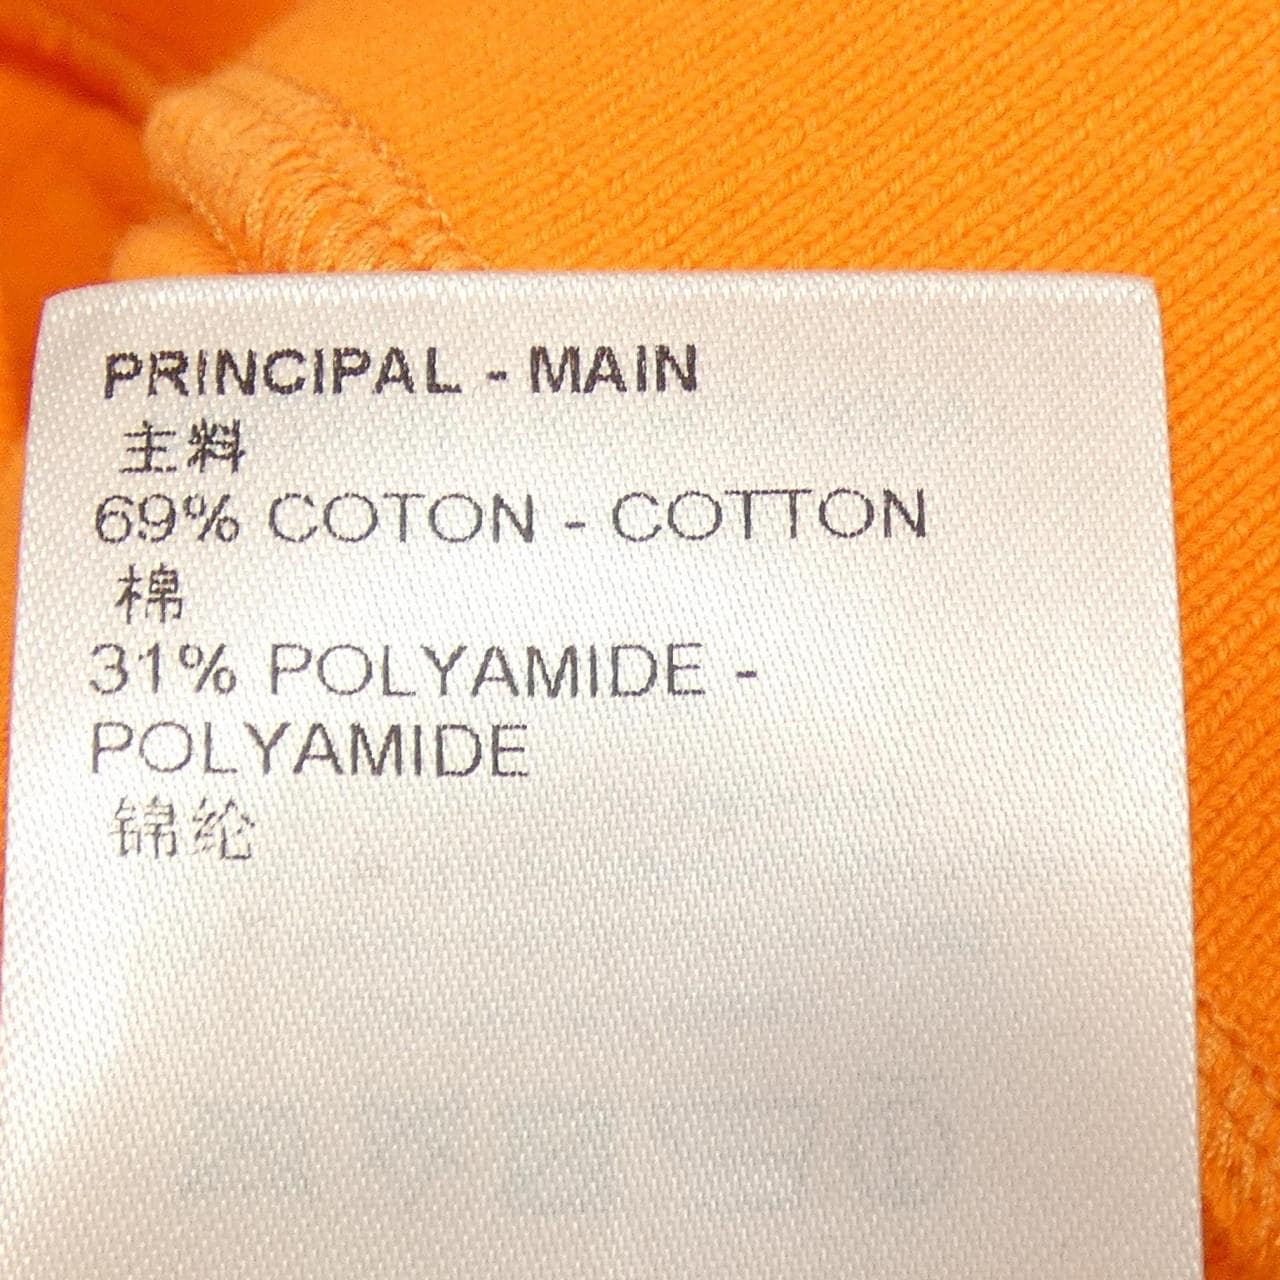 PRINCIPAL - MAIN
主料
69% COTON - COTTON
棉
31% POLYAMIDE -
POLYAMIDE
锦纶